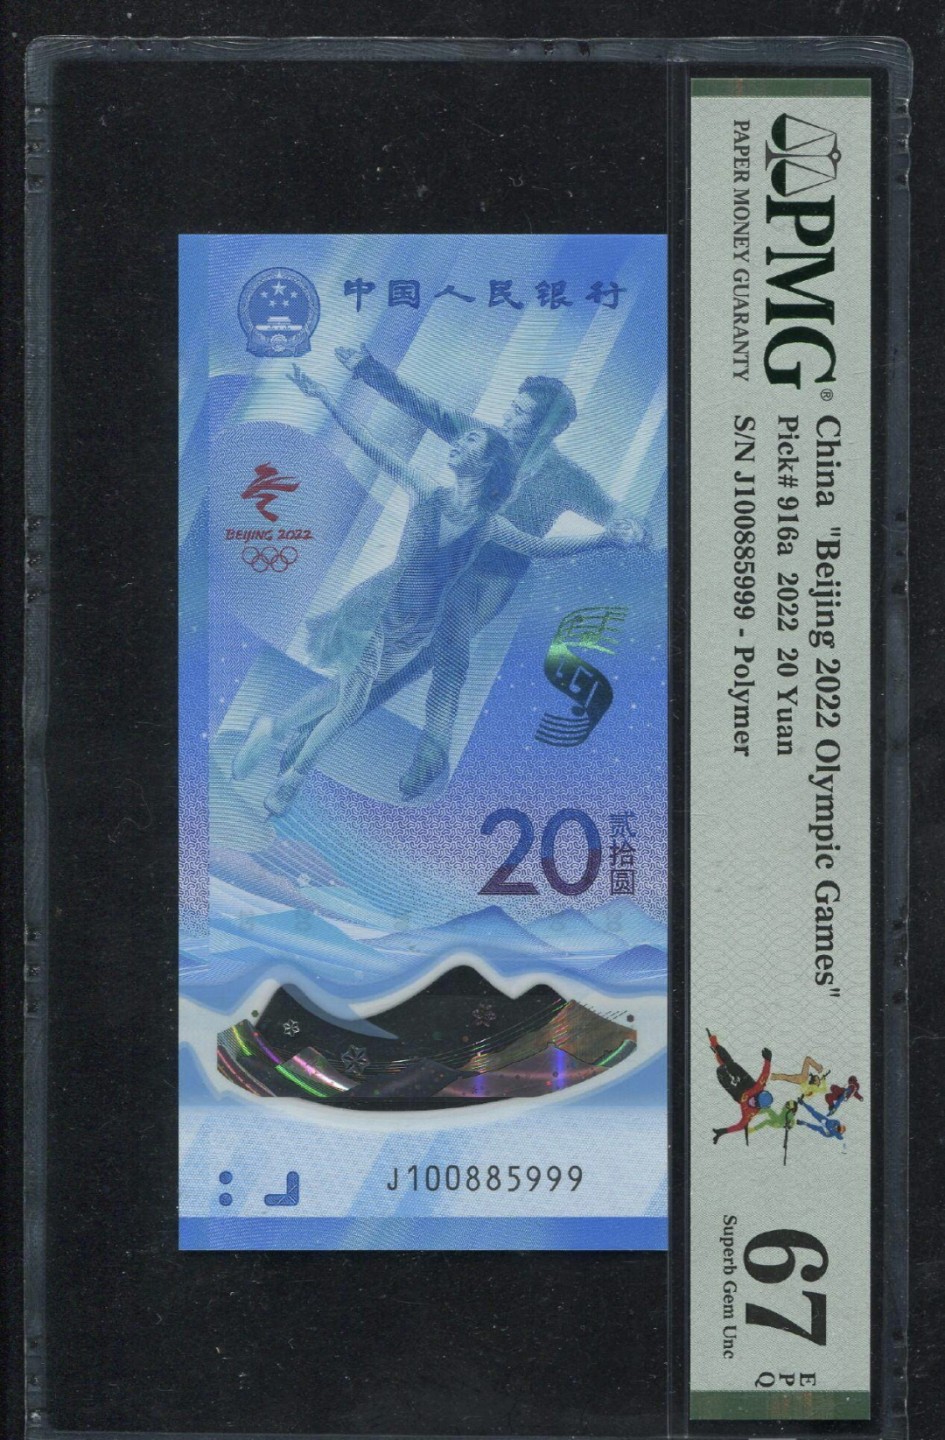 中国人民银行
BEIJING 2022
20
贰拾圆
J100885999
PMG®
PAPER MONEY GUARANTY
China "Beijing 2022 Olympic Games"
Pick# 916a 2022 20 Yuan
S/N J100885999 - Polymer
67
EPQ
Superb Gem Unc